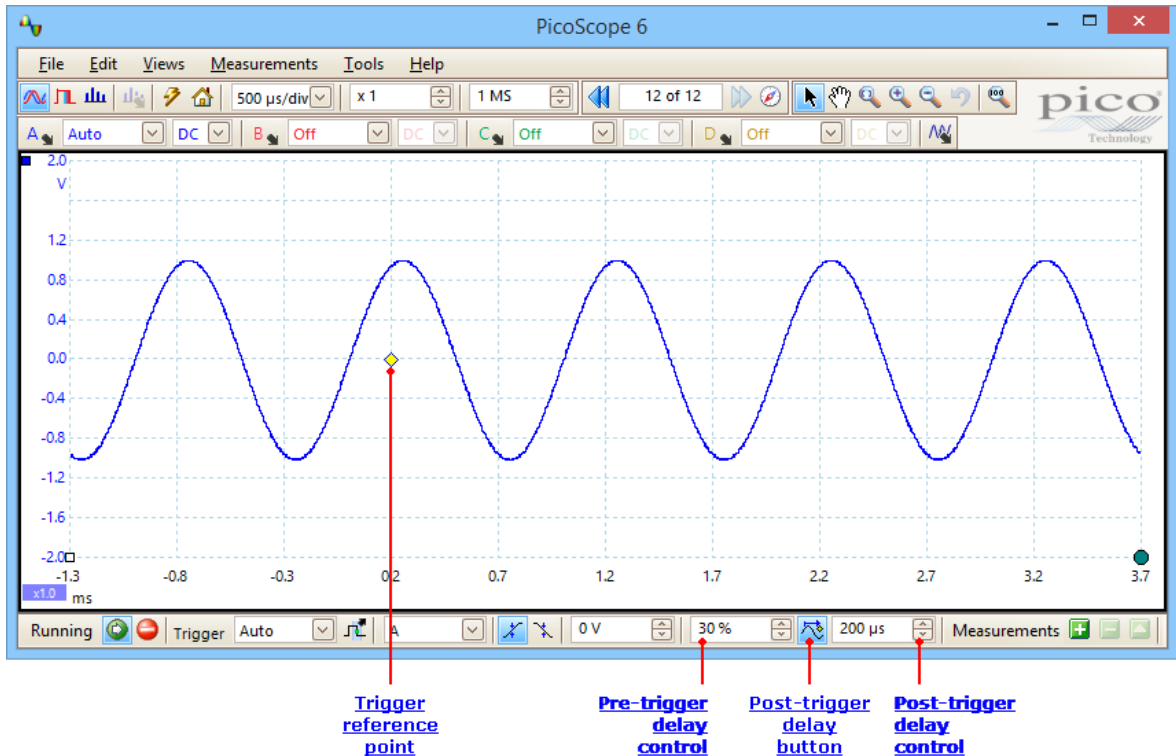 PicoScope 6
File Edit Views Measurements Tools Help
500 µs/div x 1 1 MS 12 of 12
pico
Technology
A Auto DC B Off DC C Off DC D Off DC
2.0
V
1.2
0.8
0.4
0.0
-0.4
-0.8
-1.2
-1.6
-2.0
-1.3 -0.8 -0.3 0.2 0.7 1.2 1.7 2.2 2.7 3.2 3.7
x1.0 ms
Running Trigger Auto A 0 V 30 % 200 µs Measurements
Trigger
reference
point
Pre-trigger
delay
control
Post-trigger
delay
button
Post-trigger
delay
control